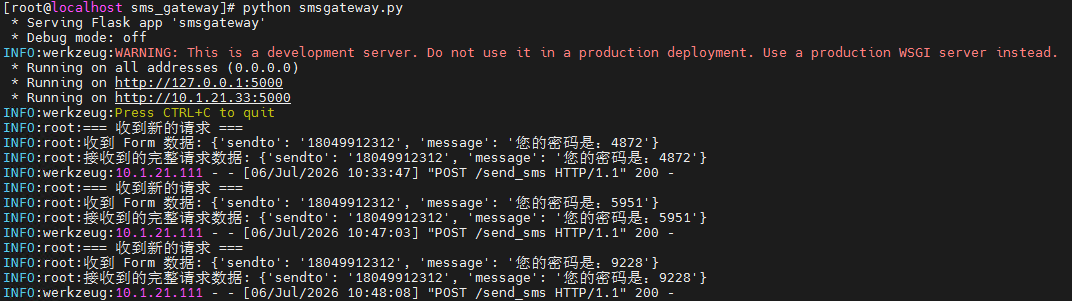 [root@localhost sms_gateway]# python smsgateway.py
 * Serving Flask app 'smsgateway'
 * Debug mode: off
INFO:werkzeug:WARNING: This is a development server. Do not use it in a production deployment. Use a production WSGI server instead.
 * Running on all addresses (0.0.0.0)
 * Running on http://127.0.0.1:5000
 * Running on http://10.1.21.33:5000
INFO:werkzeug:Press CTRL+C to quit
INFO:root:=== 收到新的请求 ===
INFO:root:收到 Form 数据: {'sendto': '18049912312', 'message': '您的密码是：4872'}
INFO:root:接收到的完整请求数据: {'sendto': '18049912312', 'message': '您的密码是：4872'}
INFO:werkzeug:10.1.21.111 - - [06/Jul/2026 10:33:47] "POST /send_sms HTTP/1.1" 200 -
INFO:root:=== 收到新的请求 ===
INFO:root:收到 Form 数据: {'sendto': '18049912312', 'message': '您的密码是：5951'}
INFO:root:接收到的完整请求数据: {'sendto': '18049912312', 'message': '您的密码是：5951'}
INFO:werkzeug:10.1.21.111 - - [06/Jul/2026 10:47:03] "POST /send_sms HTTP/1.1" 200 -
INFO:root:=== 收到新的请求 ===
INFO:root:收到 Form 数据: {'sendto': '18049912312', 'message': '您的密码是：9228'}
INFO:root:接收到的完整请求数据: {'sendto': '18049912312', 'message': '您的密码是：9228'}
INFO:werkzeug:10.1.21.111 - - [06/Jul/2026 10:48:08] "POST /send_sms HTTP/1.1" 200 -